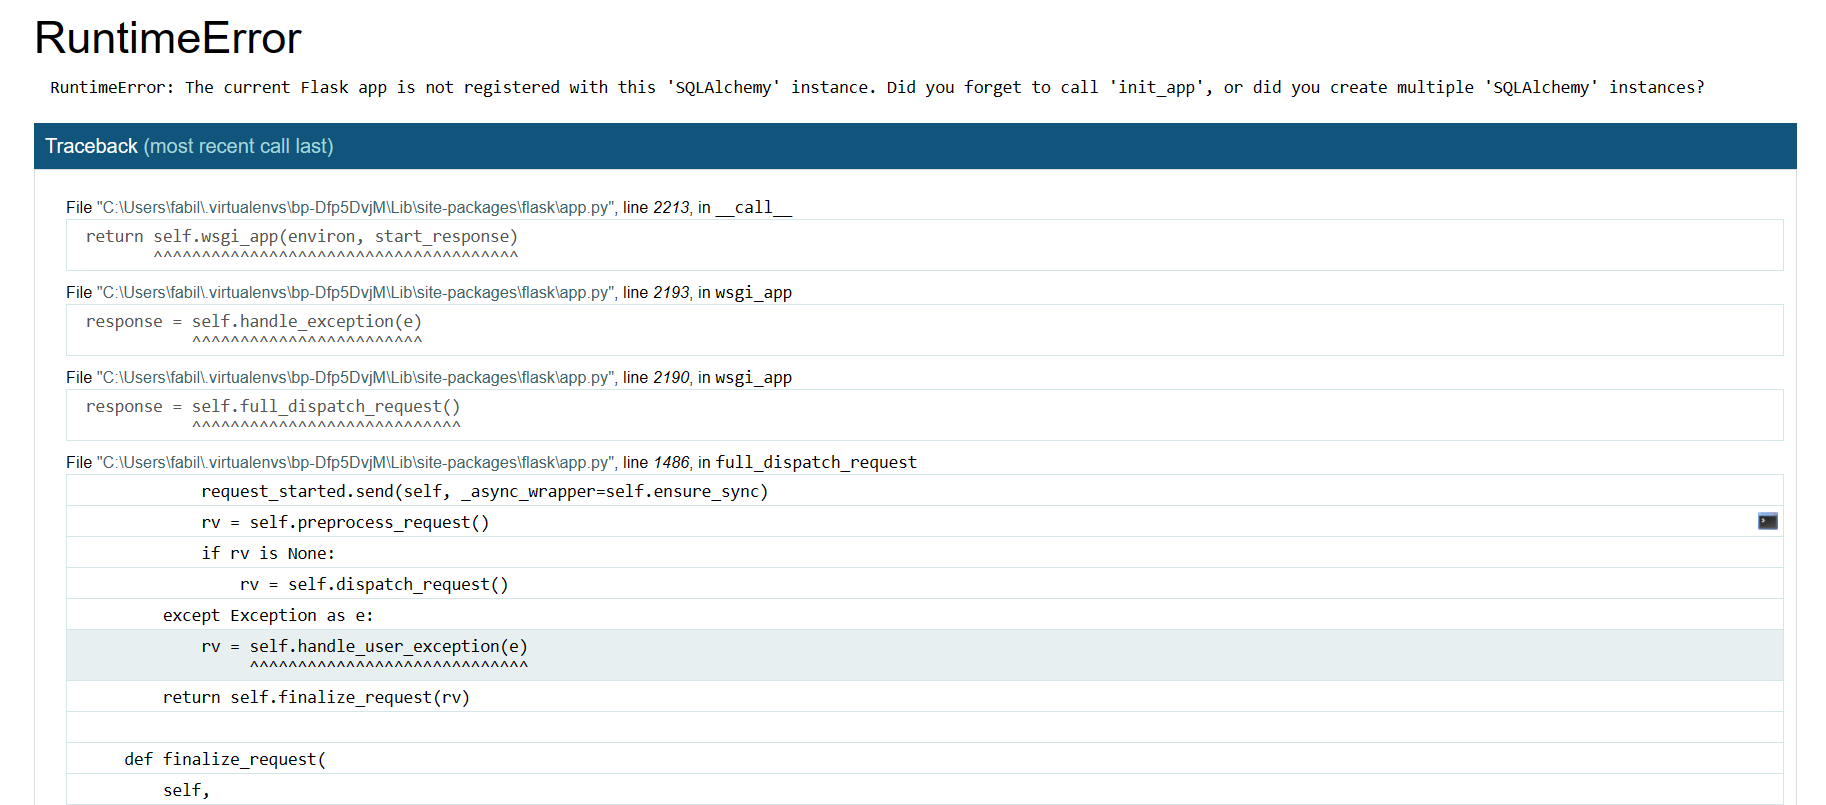 RuntimeError
RuntimeError: The current Flask app is not registered with this 'SQLAlchemy' instance. Did you forget to call 'init_app', or did you create multiple 'SQLAlchemy' instances?
Traceback (most recent call last)
File "C:\Users\fabil\.virtualenvs\bp-Dfp5DvjM\Lib\site-packages\flask\app.py", line 2213, in __call__
return self.wsgi_app(environ, start_response)
^^^^^^^^^^^^^^^^^^^^^^^^^^^^^^^^^^^^^^
File "C:\Users\fabil\.virtualenvs\bp-Dfp5DvjM\Lib\site-packages\flask\app.py", line 2193, in wsgi_app
response = self.handle_exception(e)
^^^^^^^^^^^^^^^^^^^^^^^^
File "C:\Users\fabil\.virtualenvs\bp-Dfp5DvjM\Lib\site-packages\flask\app.py", line 2190, in wsgi_app
response = self.full_dispatch_request()
^^^^^^^^^^^^^^^^^^^^^^^^^^^^
File "C:\Users\fabil\.virtualenvs\bp-Dfp5DvjM\Lib\site-packages\flask\app.py", line 1486, in full_dispatch_request
request_started.send(self, _async_wrapper=self.ensure_sync)
rv = self.preprocess_request()
if rv is None:
rv = self.dispatch_request()
except Exception as e:
rv = self.handle_user_exception(e)
^^^^^^^^^^^^^^^^^^^^^^^^^^^^^
return self.finalize_request(rv)
def finalize_request(
self,